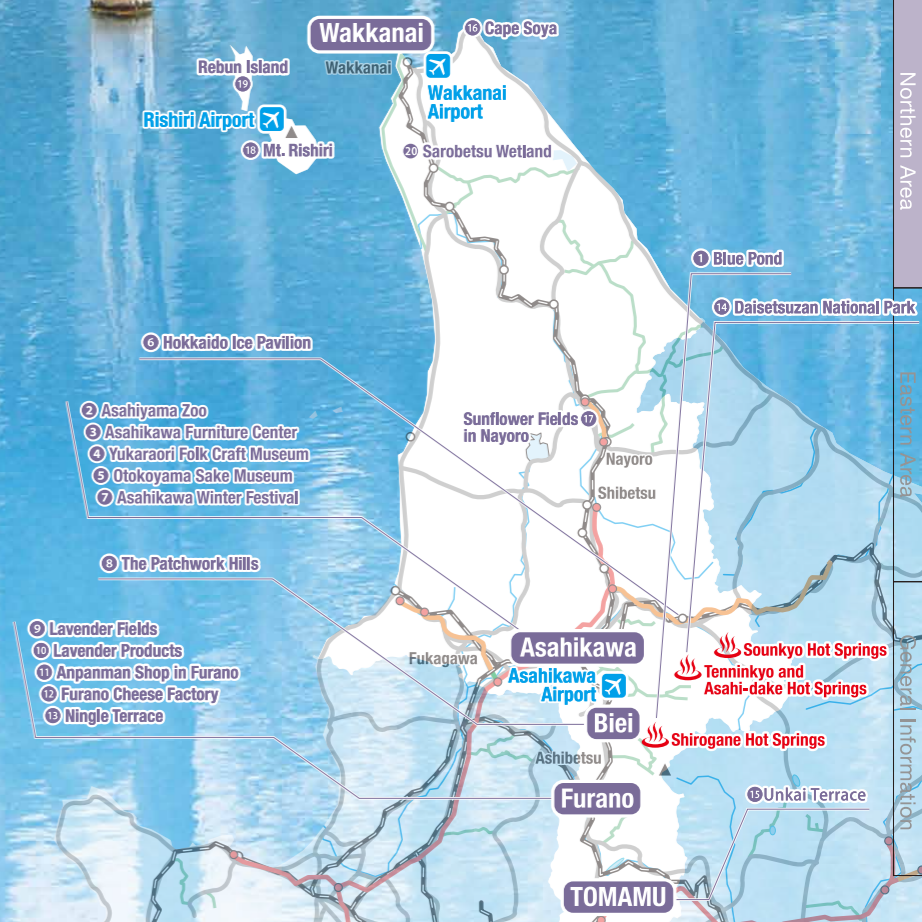 Wakkanai
⑯ Cape Soya
Rebun Island
⑲
Wakkanai
Wakkanai
Airport
Rishiri Airport
⑱ Mt. Rishiri
⑳ Sarobetsu Wetland
Northern Area
① Blue Pond
⑭ Daisetsuzan National Park
⑥ Hokkaido Ice Pavilion
Eastern Area
② Asahiyama Zoo
③ Asahikawa Furniture Center
④ Yukaraori Folk Craft Museum
⑤ Otokoyama Sake Museum
⑦ Asahikawa Winter Festival
Sunflower Fields ⑰
in Nayoro
Nayoro
Shibetsu
⑧ The Patchwork Hills
⑨ Lavender Fields
⑩ Lavender Products
⑪ Anpanman Shop in Furano
⑫ Furano Cheese Factory
⑬ Ningle Terrace
Fukagawa
Asahikawa
Asahikawa
Airport
Sounkyo Hot Springs
Tenninkyo and
Asahi-dake Hot Springs
General Information
Biei
Shirogane Hot Springs
Ashibetsu
Furano
⑮ Unkai Terrace
TOMAMU